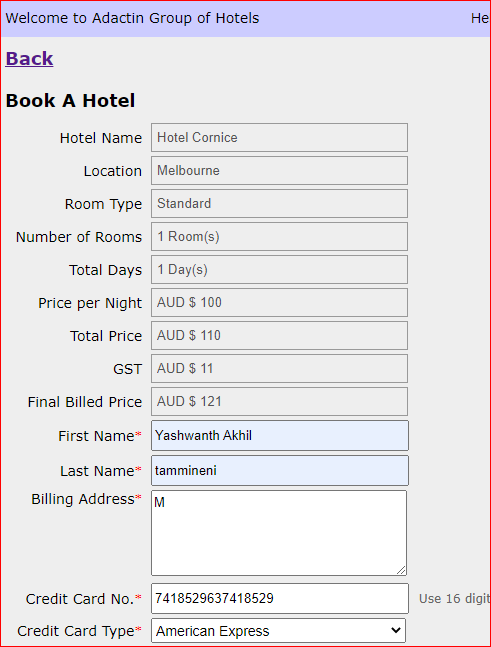 Welcome to Adactin Group of Hotels He
Back
Book A Hotel
Hotel Name Hotel Cornice
Location Melbourne
Room Type Standard
Number of Rooms 1 Room(s)
Total Days 1 Day(s)
Price per Night AUD $ 100
Total Price AUD $ 110
GST AUD $ 11
Final Billed Price AUD $ 121
First Name* Yashwanth Akhil
Last Name* tammineni
Billing Address* M
Credit Card No.* 7418529637418529 Use 16 digit
Credit Card Type* American Express